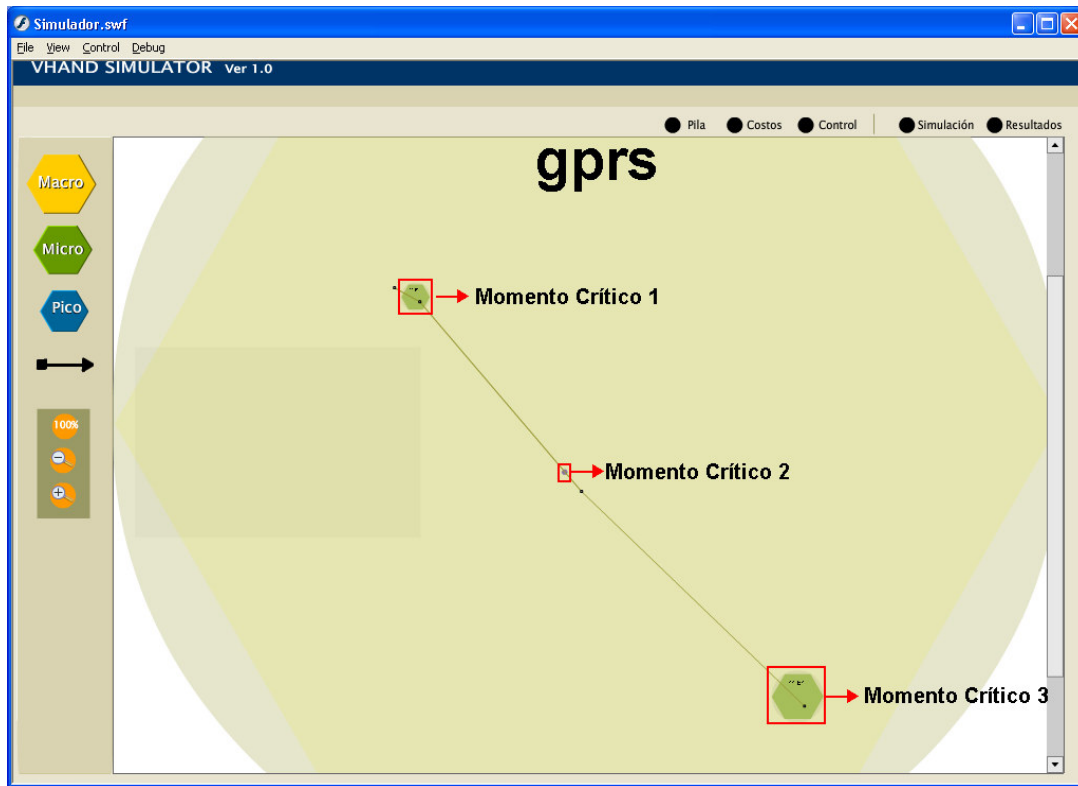 Simulador.swf
File View Control Debug
VHAND SIMULATOR Ver 1.0
Pila Costos Control Simulación Resultados
gprs
Macro
Micro
Pico
100%
Momento Crítico 1
Momento Crítico 2
Momento Crítico 3